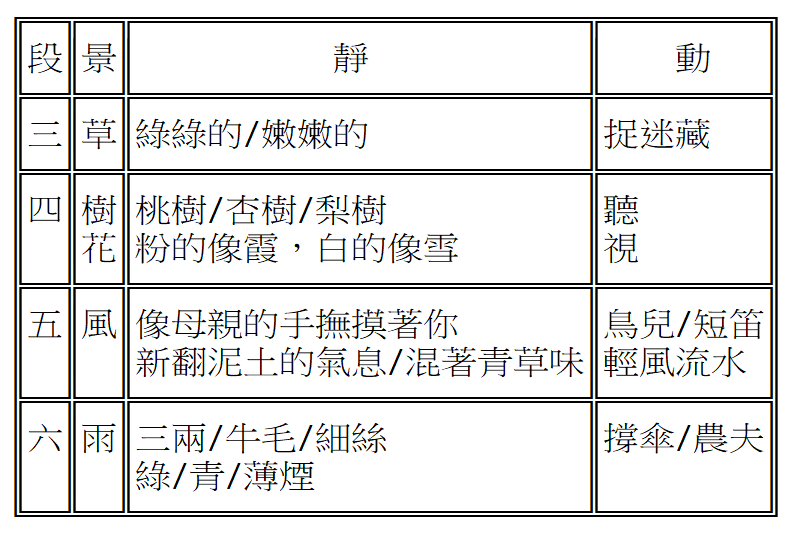 段 景 靜 動
三 草 綠綠的/嫩嫩的 捉迷藏
四 樹 桃樹/杏樹/梨樹 聽
花 粉的像霞，白的像雪 視
五 風 像母親的手撫摸著你 鳥兒/短笛
新翻泥土的氣息/混著青草味 輕風流水
六 雨 三兩/牛毛/細絲 撐傘/農夫
綠/青/薄煙